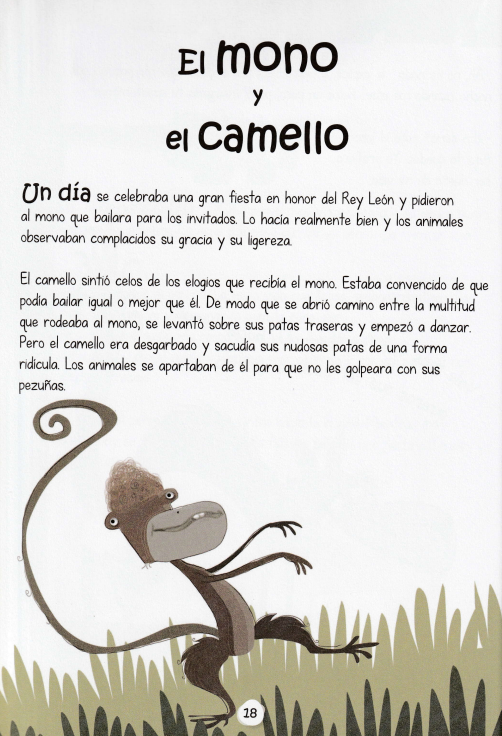 El mono
y
el Camello
Un día se celebraba una gran fiesta en honor del Rey León y pidieron
al mono que bailara para los invitados. Lo hacía realmente bien y los animales
observaban complacidos su gracia y su ligereza.
El camello sintió celos de los elogios que recibía el mono. Estaba convencido de que
podía bailar igual o mejor que él. De modo que se abrió camino entre la multitud
que rodeaba al mono, se levantó sobre sus patas traseras y empezó a danzar.
Pero el camello era desgarbado y sacudía sus nudosas patas de una forma
ridícula. Los animales se apartaban de él para que no les golpeara con sus
pezuñas.
18